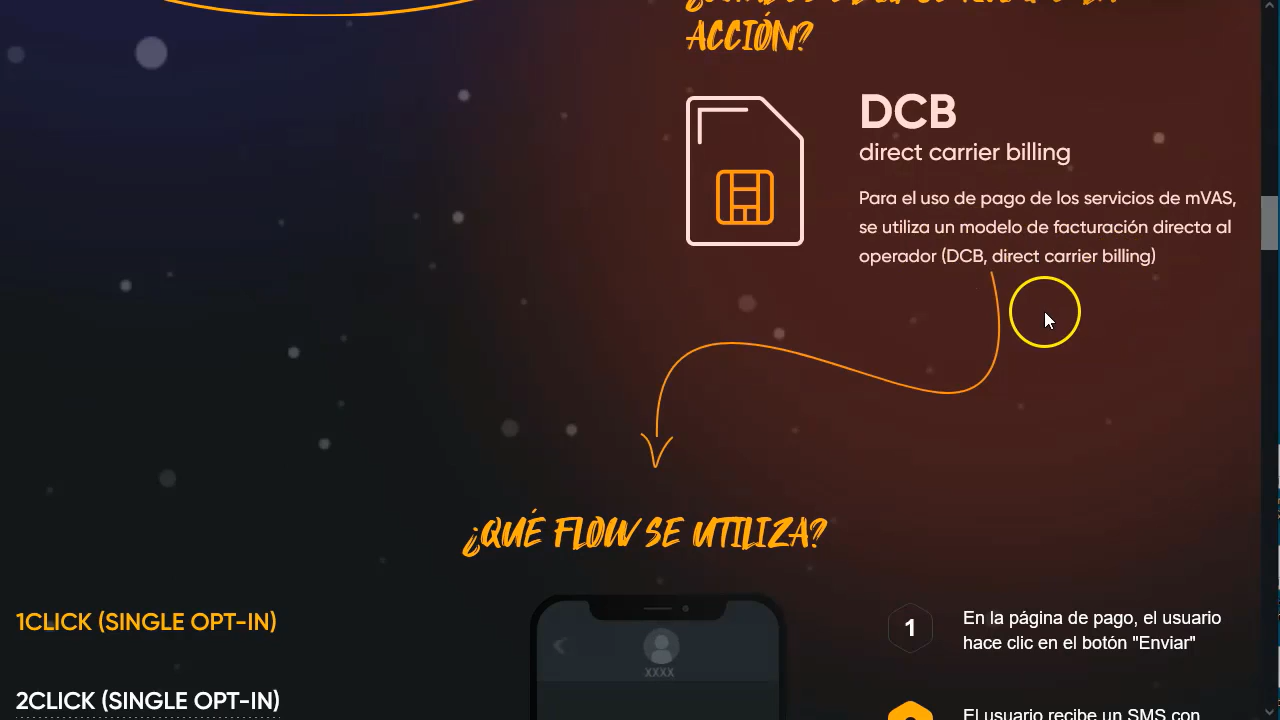 ACCIÓN?
DCB
direct carrier billing
Para el uso de pago de los servicios de mVAS,
se utiliza un modelo de facturación directa al
operador (DCB, direct carrier billing)
¿QUÉ FLOW SE UTILIZA?
1CLICK (SINGLE OPT-IN)
2CLICK (SINGLE OPT-IN)
XXXX
1
En la página de pago, el usuario
hace clic en el botón "Enviar"
El usuario recibe un SMS con